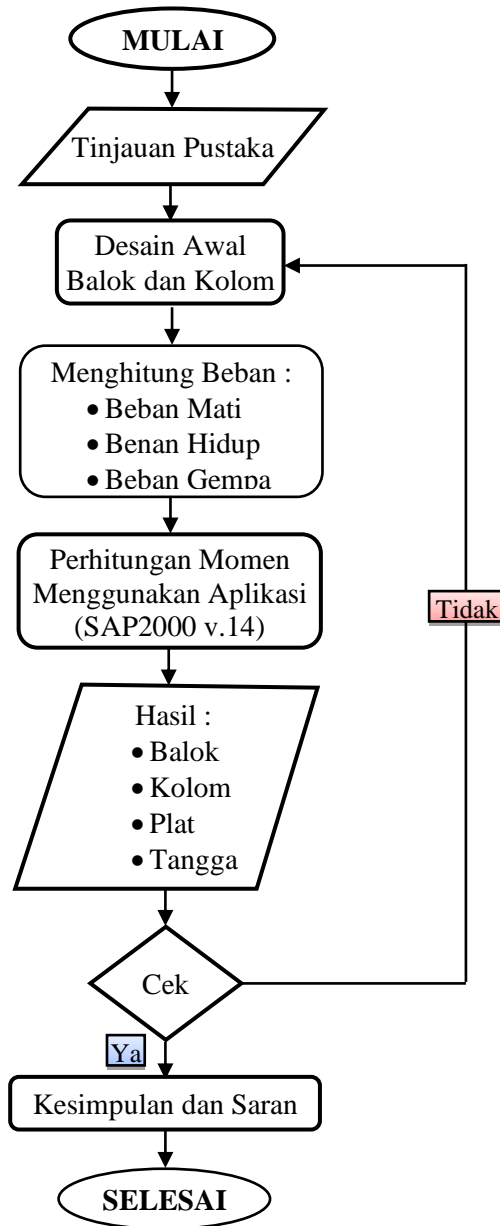 MULAI
Tinjauan Pustaka
Desain Awal
Balok dan Kolom
Menghitung Beban :
• Beban Mati
• Benan Hidup
• Beban Gempa
Perhitungan Momen
Menggunakan Aplikasi
(SAP2000 v.14)
Tidak
Hasil :
• Balok
• Kolom
• Plat
• Tangga
Cek
Ya
Kesimpulan dan Saran
SELESAI